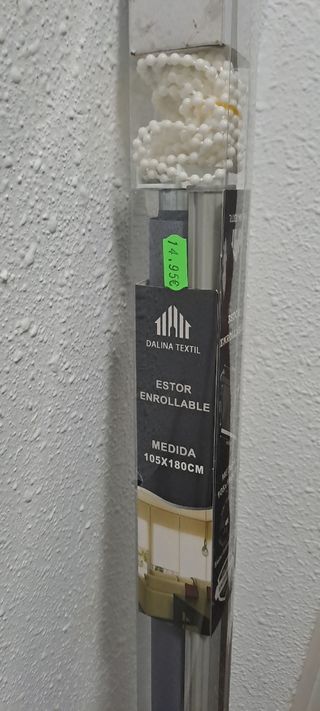 14.95€
DALINA TEXTIL
ESTOR
ENROLLABLE
MEDIDA
105X180CM